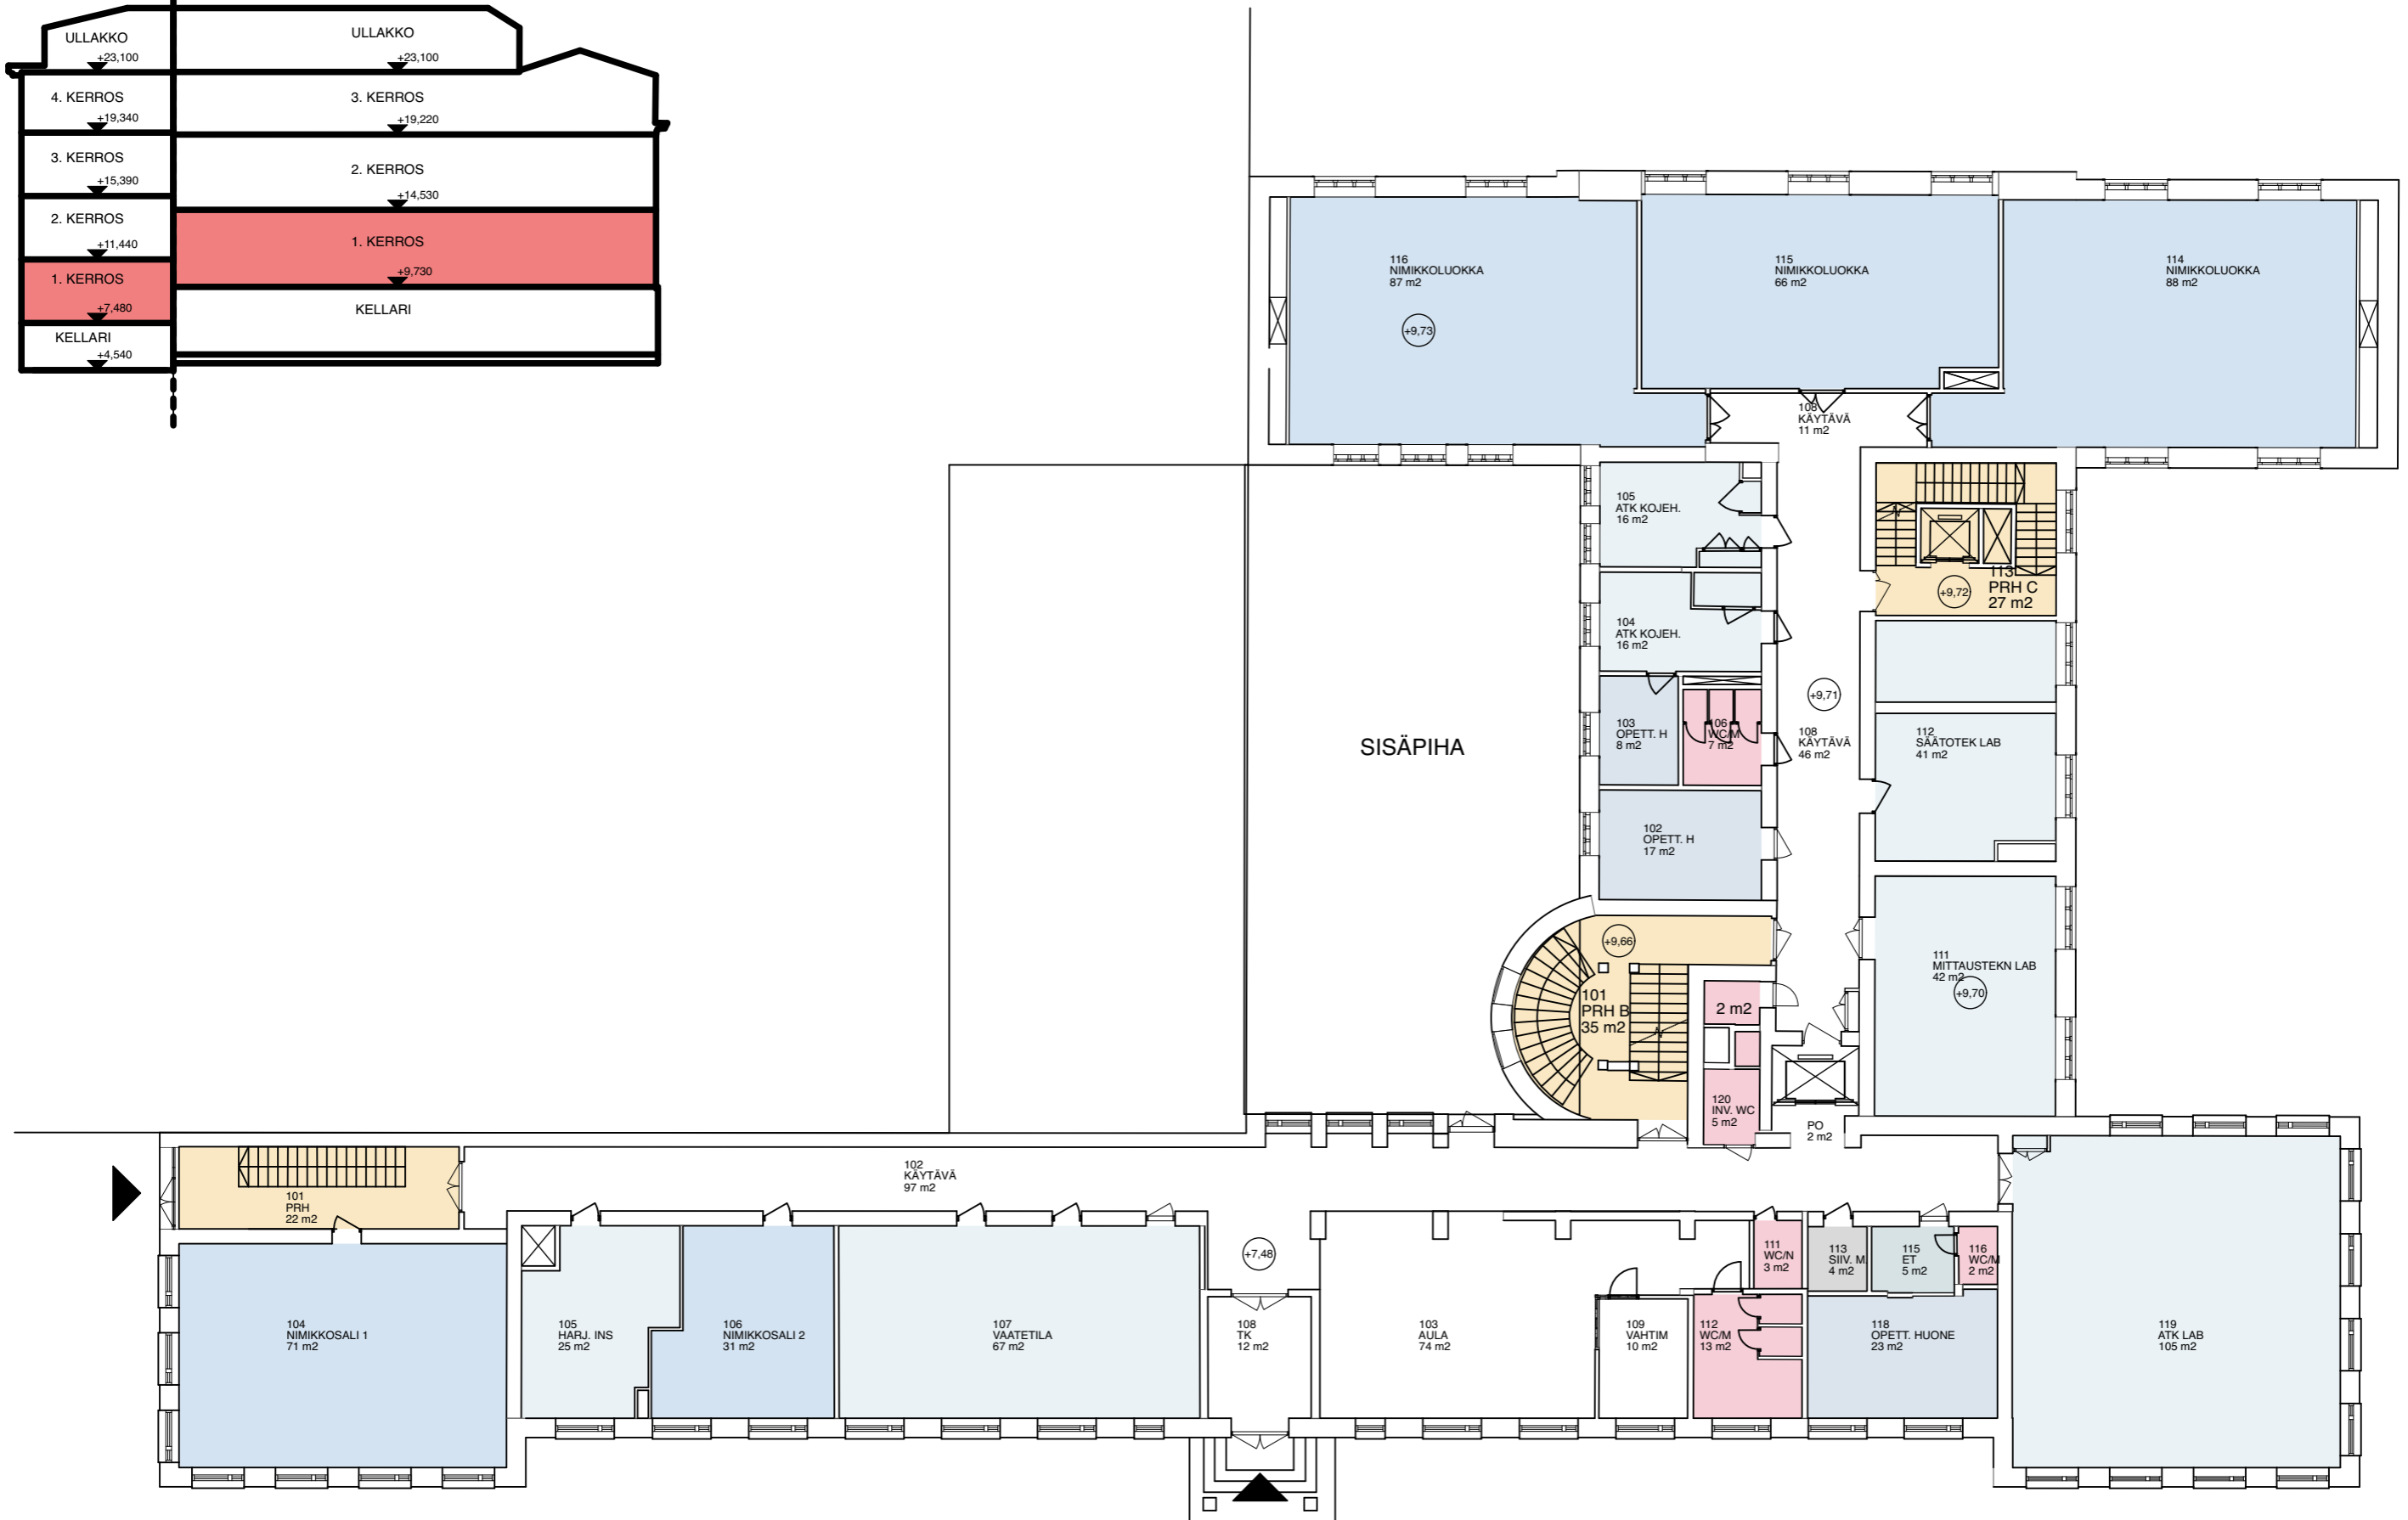 ULLAKKO
+23,100
ULLAKKO
+23,100
4. KERROS
+19,340
3. KERROS
+19,220
3. KERROS
+15,390
2. KERROS
+14,530
2. KERROS
+11,440
1. KERROS
+9,730
1. KERROS
+7,480
KELLARI
KELLARI
+4,540
116
NIMIKKOLUOKKA
87 m2
+9,73
115
NIMIKKOLUOKKA
66 m2
114
NIMIKKOLUOKKA
88 m2
108
KÄYTÄVÄ
11 m2
105
ATK KOJEH.
16 m2
104
ATK KOJEH.
16 m2
113
PRH C
27 m2
+9,72
+9,71
103
OPETT. H
8 m2
106
WC/M
7 m2
108
KÄYTÄVÄ
46 m2
112
SÄÄTOTEK LAB
41 m2
SISÄPIHA
102
OPETT. H
17 m2
+9,66
101
PRH B
35 m2
2 m2
111
MITTAUSTEKN LAB
42 m2
+9,70
120
INV. WC
5 m2
PO
2 m2
101
PRH
22 m2
102
KÄYTÄVÄ
97 m2
+7,48
104
NIMIKKOSALI 1
71 m2
105
HARJ. INS
25 m2
106
NIMIKKOSALI 2
31 m2
107
VAATETILA
67 m2
108
TK
12 m2
103
AULA
74 m2
109
VAHTIM
10 m2
111
WC/N
3 m2
112
WC/M
13 m2
113
SIIV. M.
4 m2
115
ET
5 m2
116
WC/M
2 m2
118
OPETT. HUONE
23 m2
119
ATK LAB
105 m2